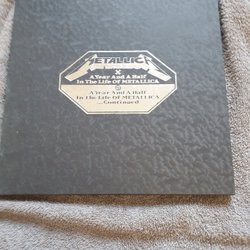 METALLICA
A Year And A Half
In The Life Of METALLICA
A Year And A Half
In The Life Of METALLICA
...Continued